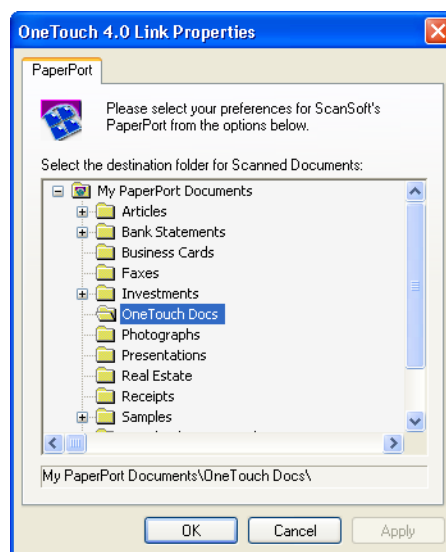 OneTouch 4.0 Link Properties
PaperPort
Please select your preferences for ScanSoft's
PaperPort from the options below.
Select the destination folder for Scanned Documents:
My PaperPort Documents
Articles
Bank Statements
Business Cards
Faxes
Investments
OneTouch Docs
Photographs
Presentations
Real Estate
Receipts
Samples
My PaperPort Documents\OneTouch Docs\
OK Cancel Apply